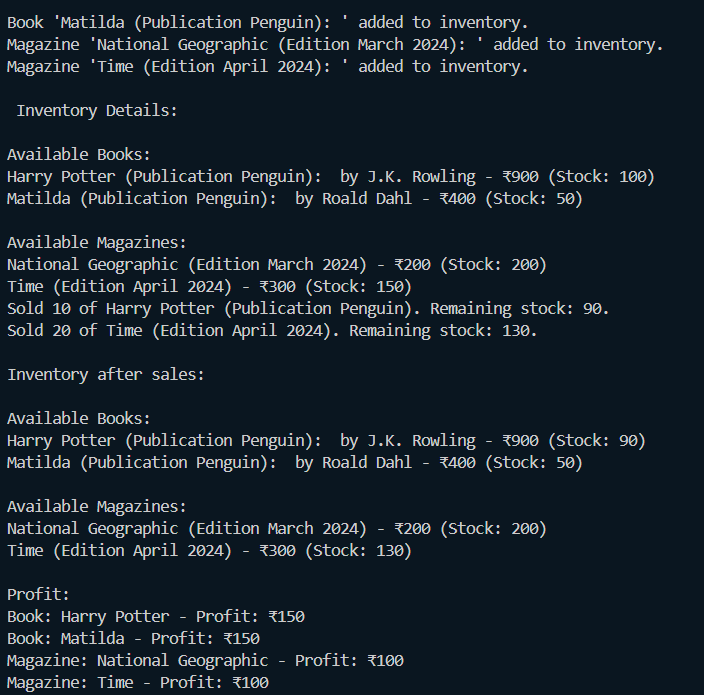 Book 'Matilda (Publication Penguin): ' added to inventory.
Magazine 'National Geographic (Edition March 2024): ' added to inventory.
Magazine 'Time (Edition April 2024): ' added to inventory.
Inventory Details:
Available Books:
Harry Potter (Publication Penguin):  by J.K. Rowling - ₹900 (Stock: 100)
Matilda (Publication Penguin):  by Roald Dahl - ₹400 (Stock: 50)
Available Magazines:
National Geographic (Edition March 2024) - ₹200 (Stock: 200)
Time (Edition April 2024) - ₹300 (Stock: 150)
Sold 10 of Harry Potter (Publication Penguin). Remaining stock: 90.
Sold 20 of Time (Edition April 2024). Remaining stock: 130.
Inventory after sales:
Available Books:
Harry Potter (Publication Penguin):  by J.K. Rowling - ₹900 (Stock: 90)
Matilda (Publication Penguin):  by Roald Dahl - ₹400 (Stock: 50)
Available Magazines:
National Geographic (Edition March 2024) - ₹200 (Stock: 200)
Time (Edition April 2024) - ₹300 (Stock: 130)
Profit:
Book: Harry Potter - Profit: ₹150
Book: Matilda - Profit: ₹150
Magazine: National Geographic - Profit: ₹100
Magazine: Time - Profit: ₹100